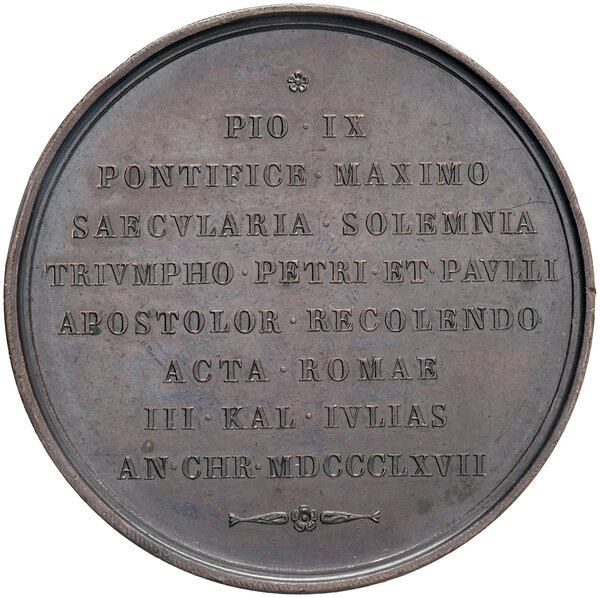 PIO · IX
PONTIFICE · MAXIMO
SAECVLARIA · SOLEMNIA
TRIVMPHO · PETRI · ET · PAVLLI
APOSTOLOR · RECOLENDO
ACTA · ROMAE
III · KAL · IVLIAS
AN · CHR · MDCCCLXVII